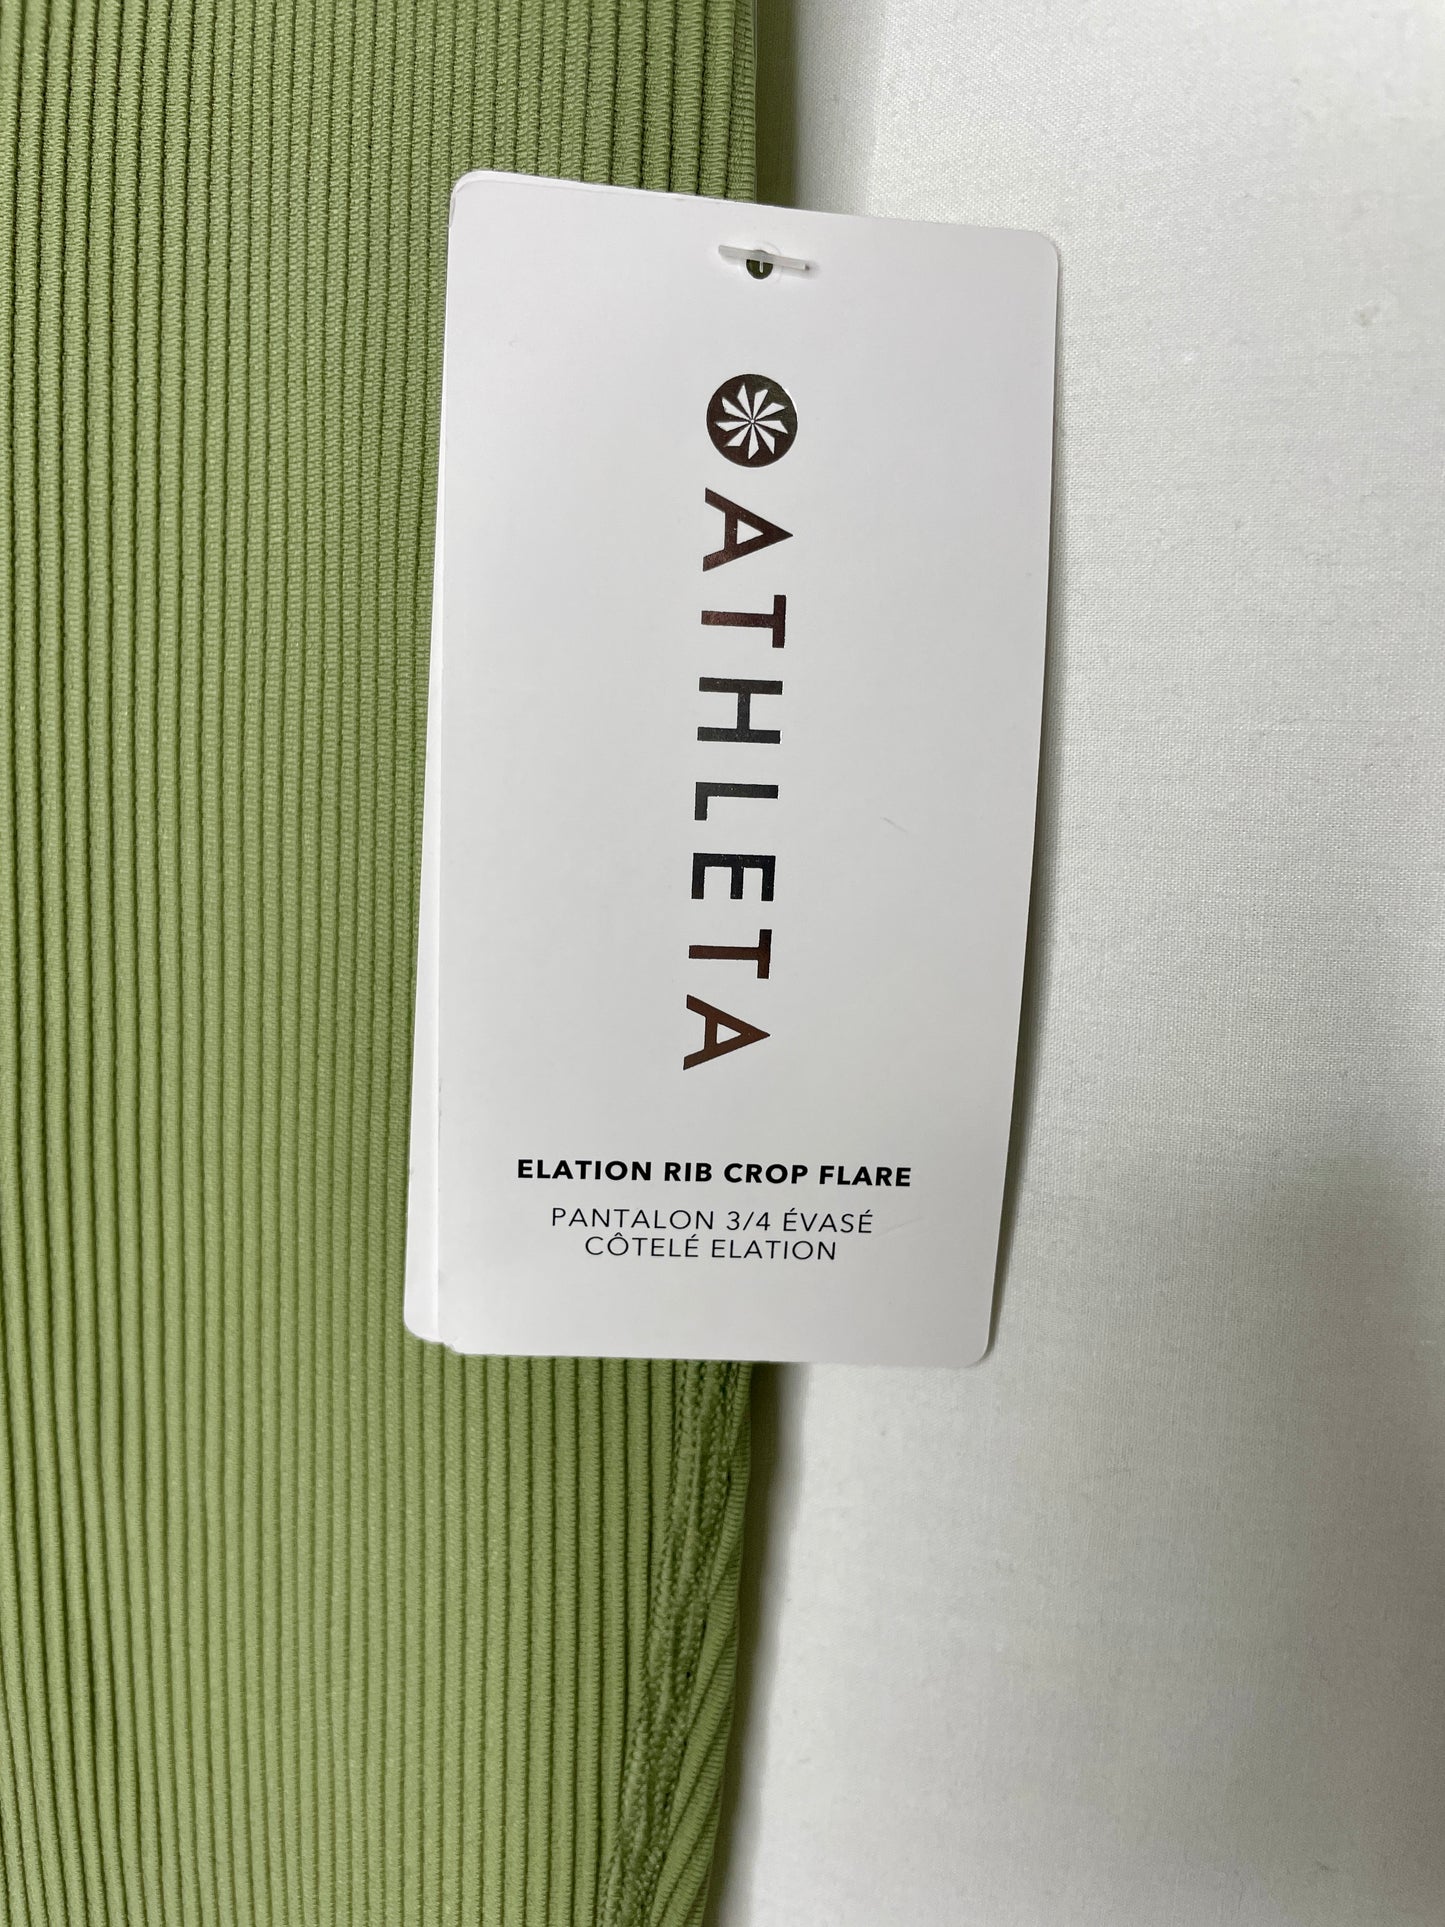 ATHLETA
ELATION RIB CROP FLARE
PANTALON 3/4 ÉVASÉ
CÔTELÉ ELATION